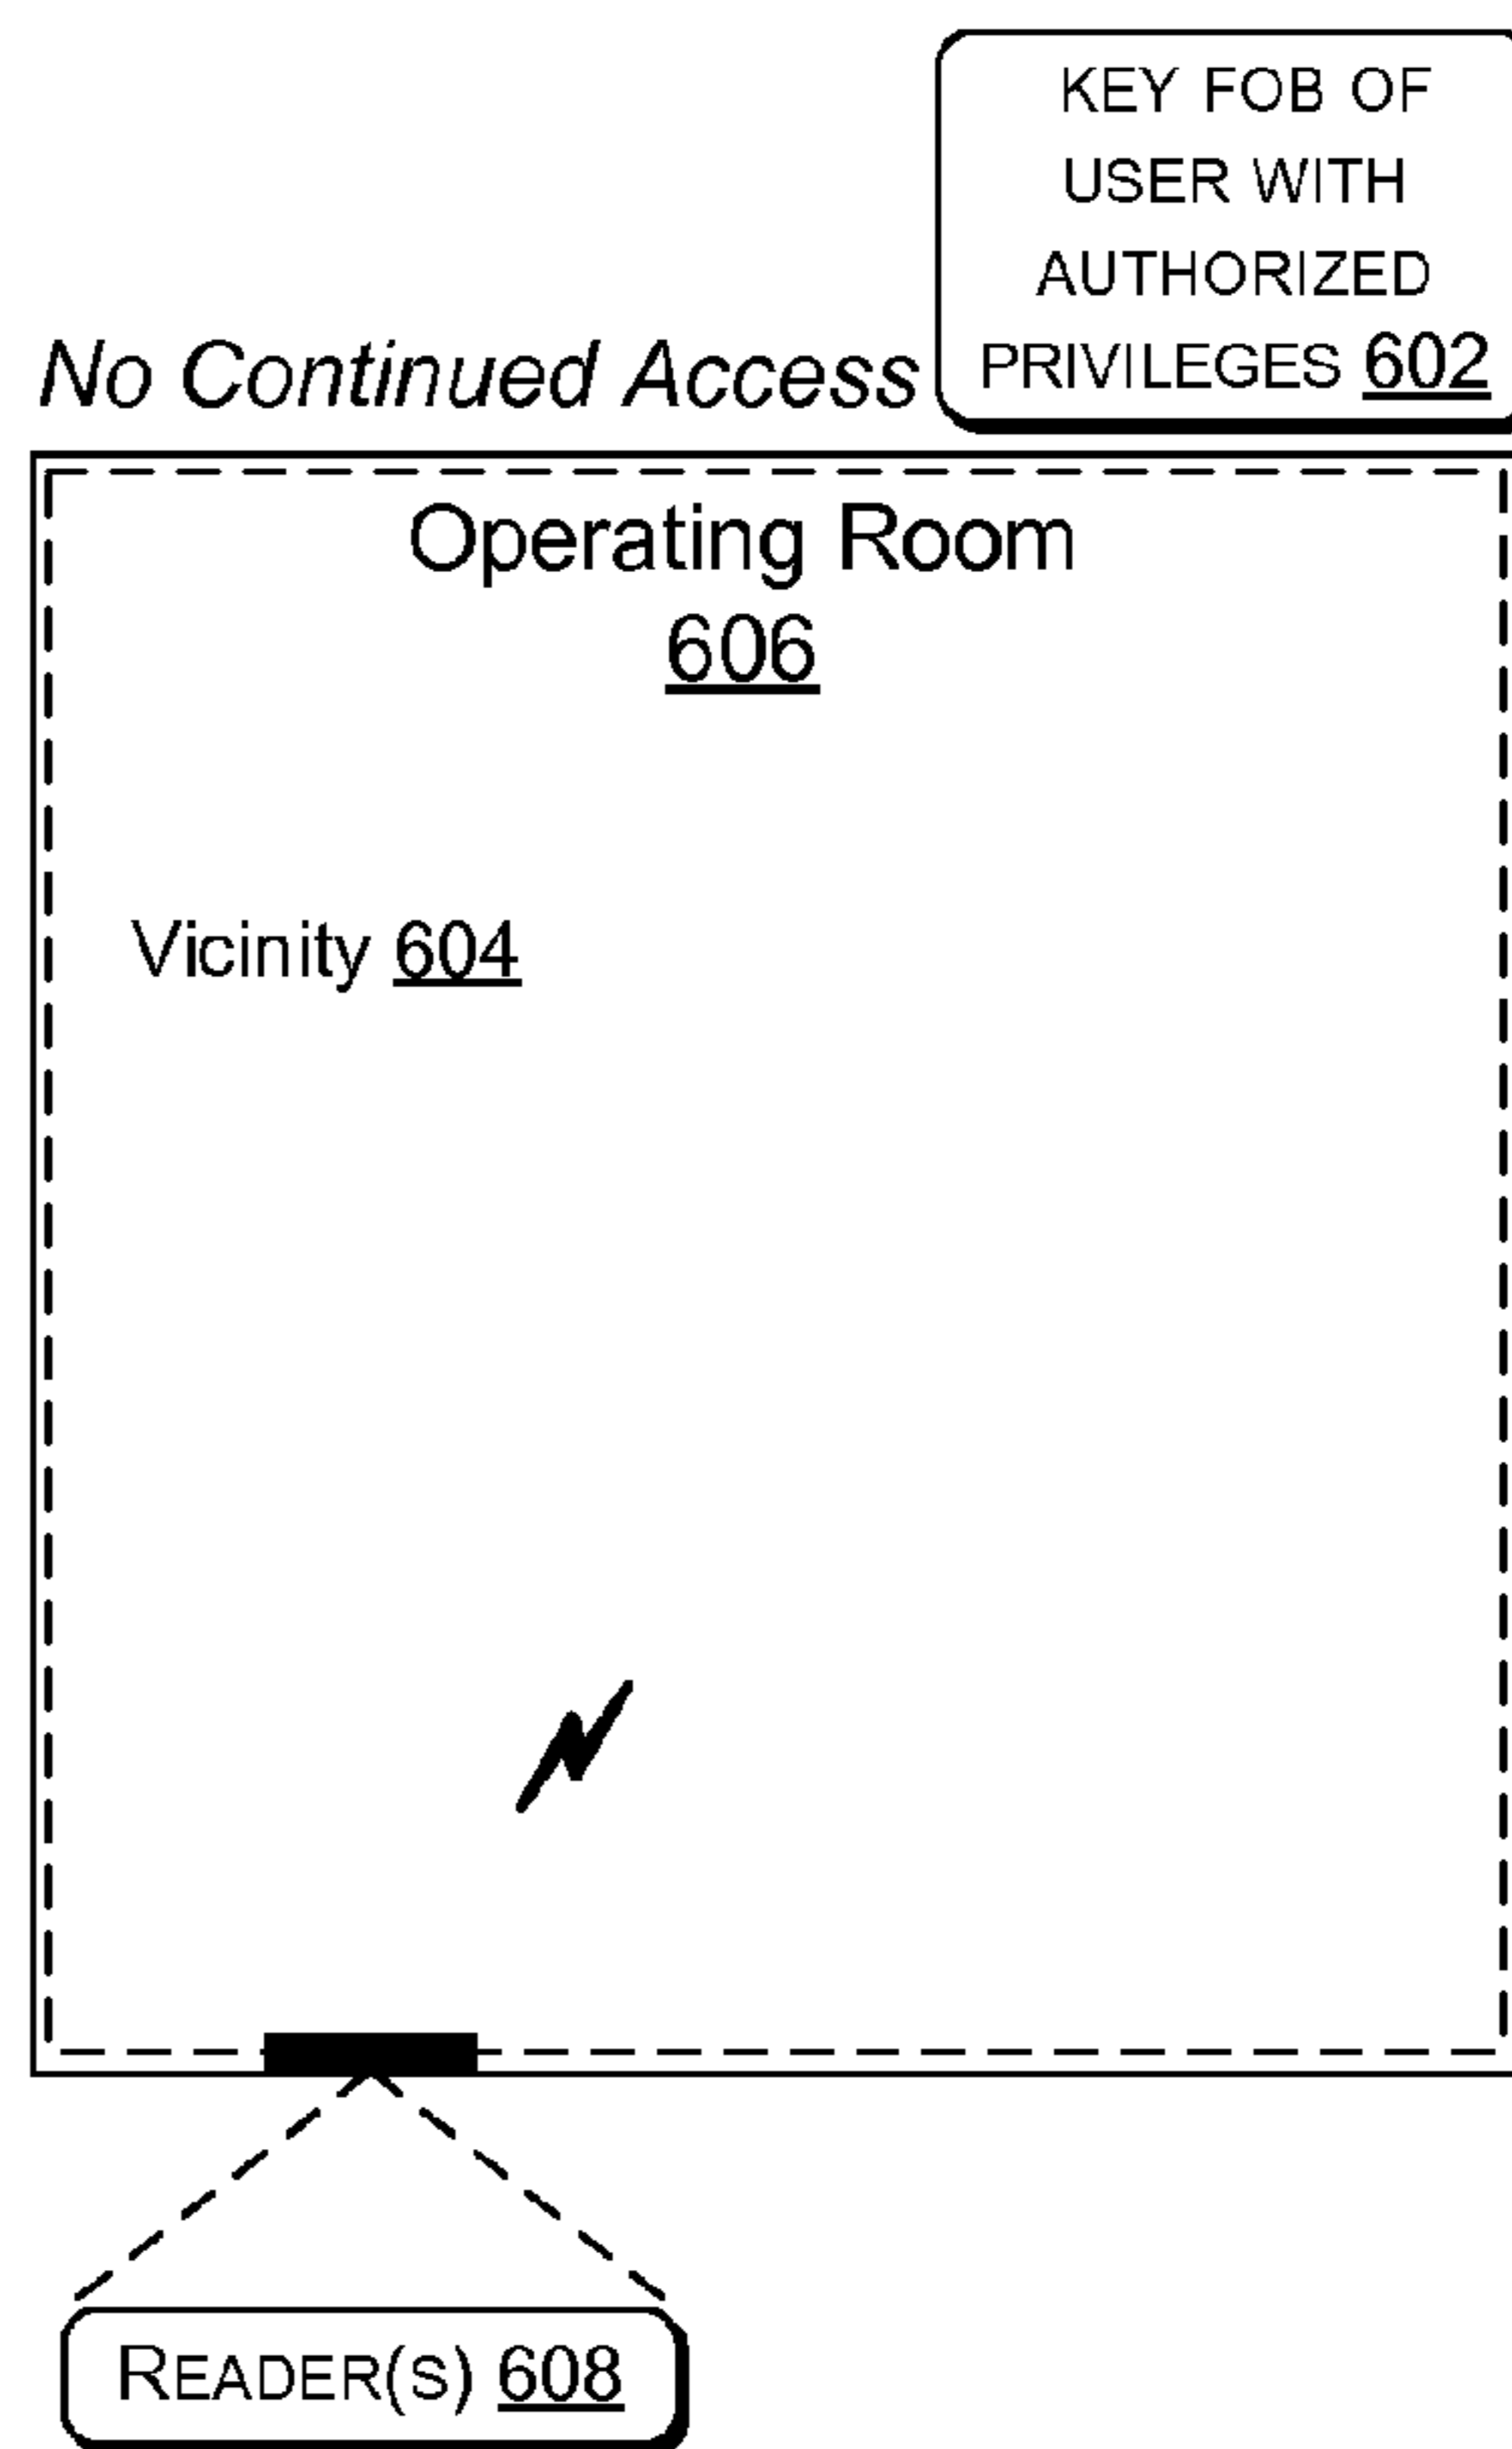 KEY FOB OF
USER WITH
AUTHORIZED
PRIVILEGES 602
No Continued Access
Operating Room
606
Vicinity 604
READER(S) 608